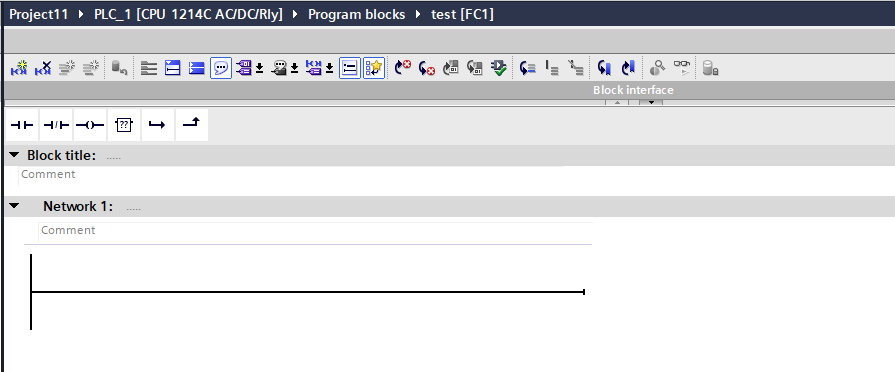 Project11 ▸ PLC_1 [CPU 1214C AC/DC/Rly] ▸ Program blocks ▸ test [FC1]
Block interface
??
Block title: .....
Comment
Network 1: .....
Comment